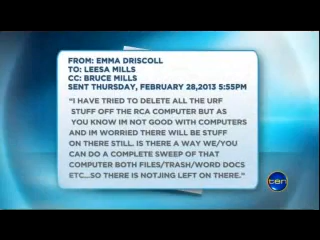 FROM: EMMA DRISCOLL
TO: LEESA MILLS
CC: BRUCE MILLS
SENT THURSDAY, FEBRUARY 28,2013 5:55PM
"I HAVE TRIED TO DELETE ALL THE URF
STUFF OFF THE RCA COMPUTER BUT AS
YOU KNOW IM NOT GOOD WITH COMPUTERS
AND IM WORRIED THERE WILL BE STUFF
ON THERE STILL. IS THERE A WAY WE/YOU
CAN DO A COMPLETE SWEEP OF THAT
COMPUTER BOTH FILES/TRASH/WORD DOCS
ETC...SO THERE IS NOTJING LEFT ON THERE."
ten